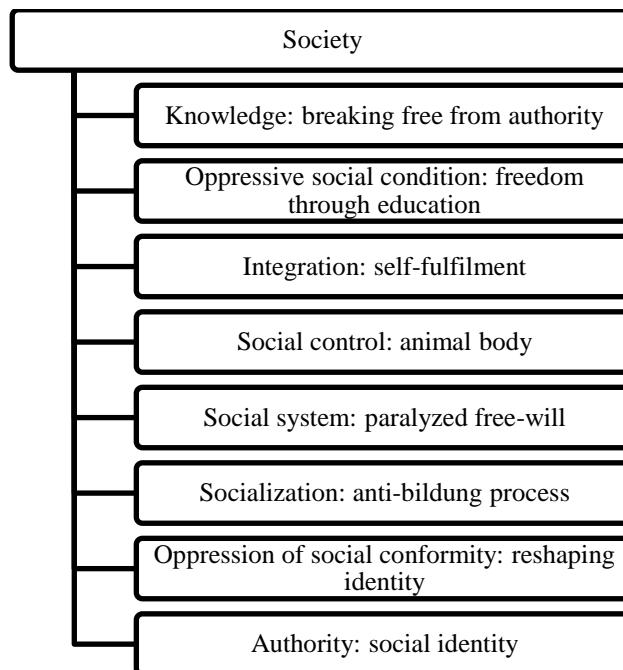 Society
Knowledge: breaking free from authority
Oppressive social condition: freedom
through education
Integration: self-fulfilment
Social control: animal body
Social system: paralyzed free-will
Socialization: anti-bildung process
Oppression of social conformity: reshaping
identity
Authority: social identity